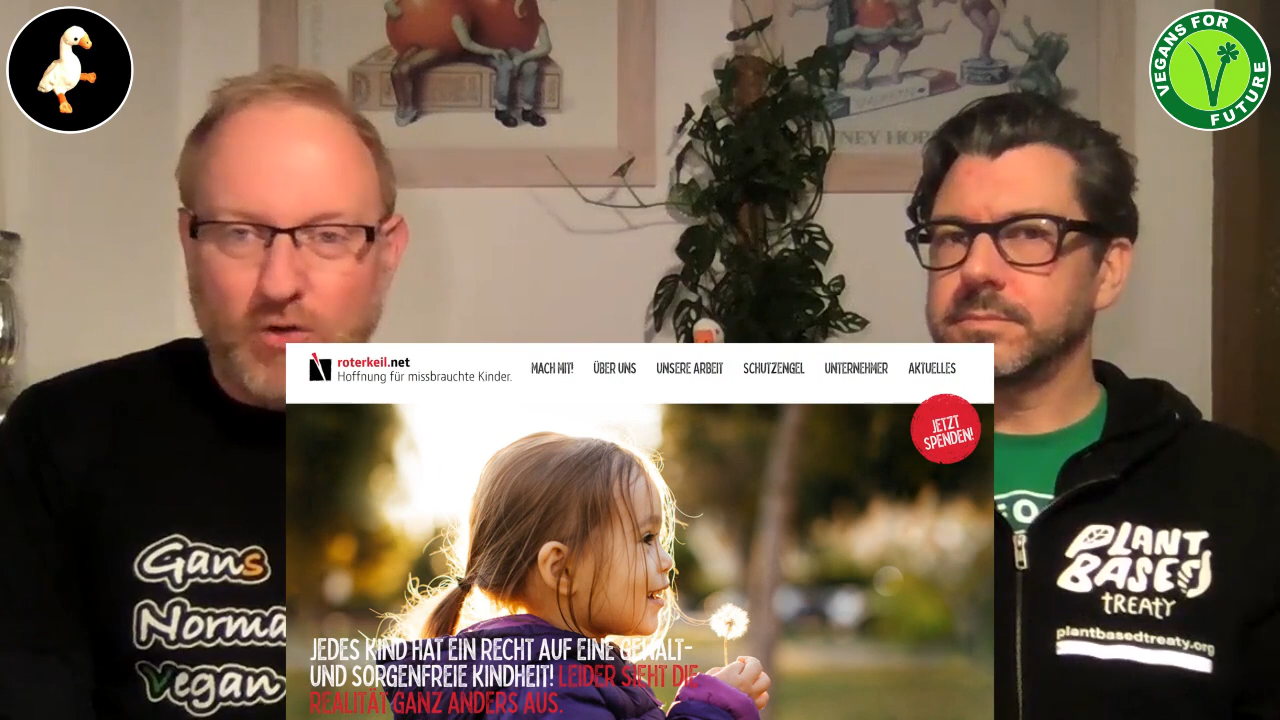 VEGANS FOR
FUTURE
roterkeil.net
Hoffnung für missbrauchte Kinder.
MACH MIT! ÜBER UNS UNSERE ARBEIT SCHUTZENGEL UNTERNEHMER AKTUELLES
JETZT
SPENDEN!
JEDES KIND HAT EIN RECHT AUF EINE GEWALT-
UND SORGENFREIE KINDHEIT! LEIDER SIEHT DIE
REALITÄT GANZ ANDERS AUS.
Gans
Vegan
PLANT
BASED
TREATY
plantbasedtreaty.org